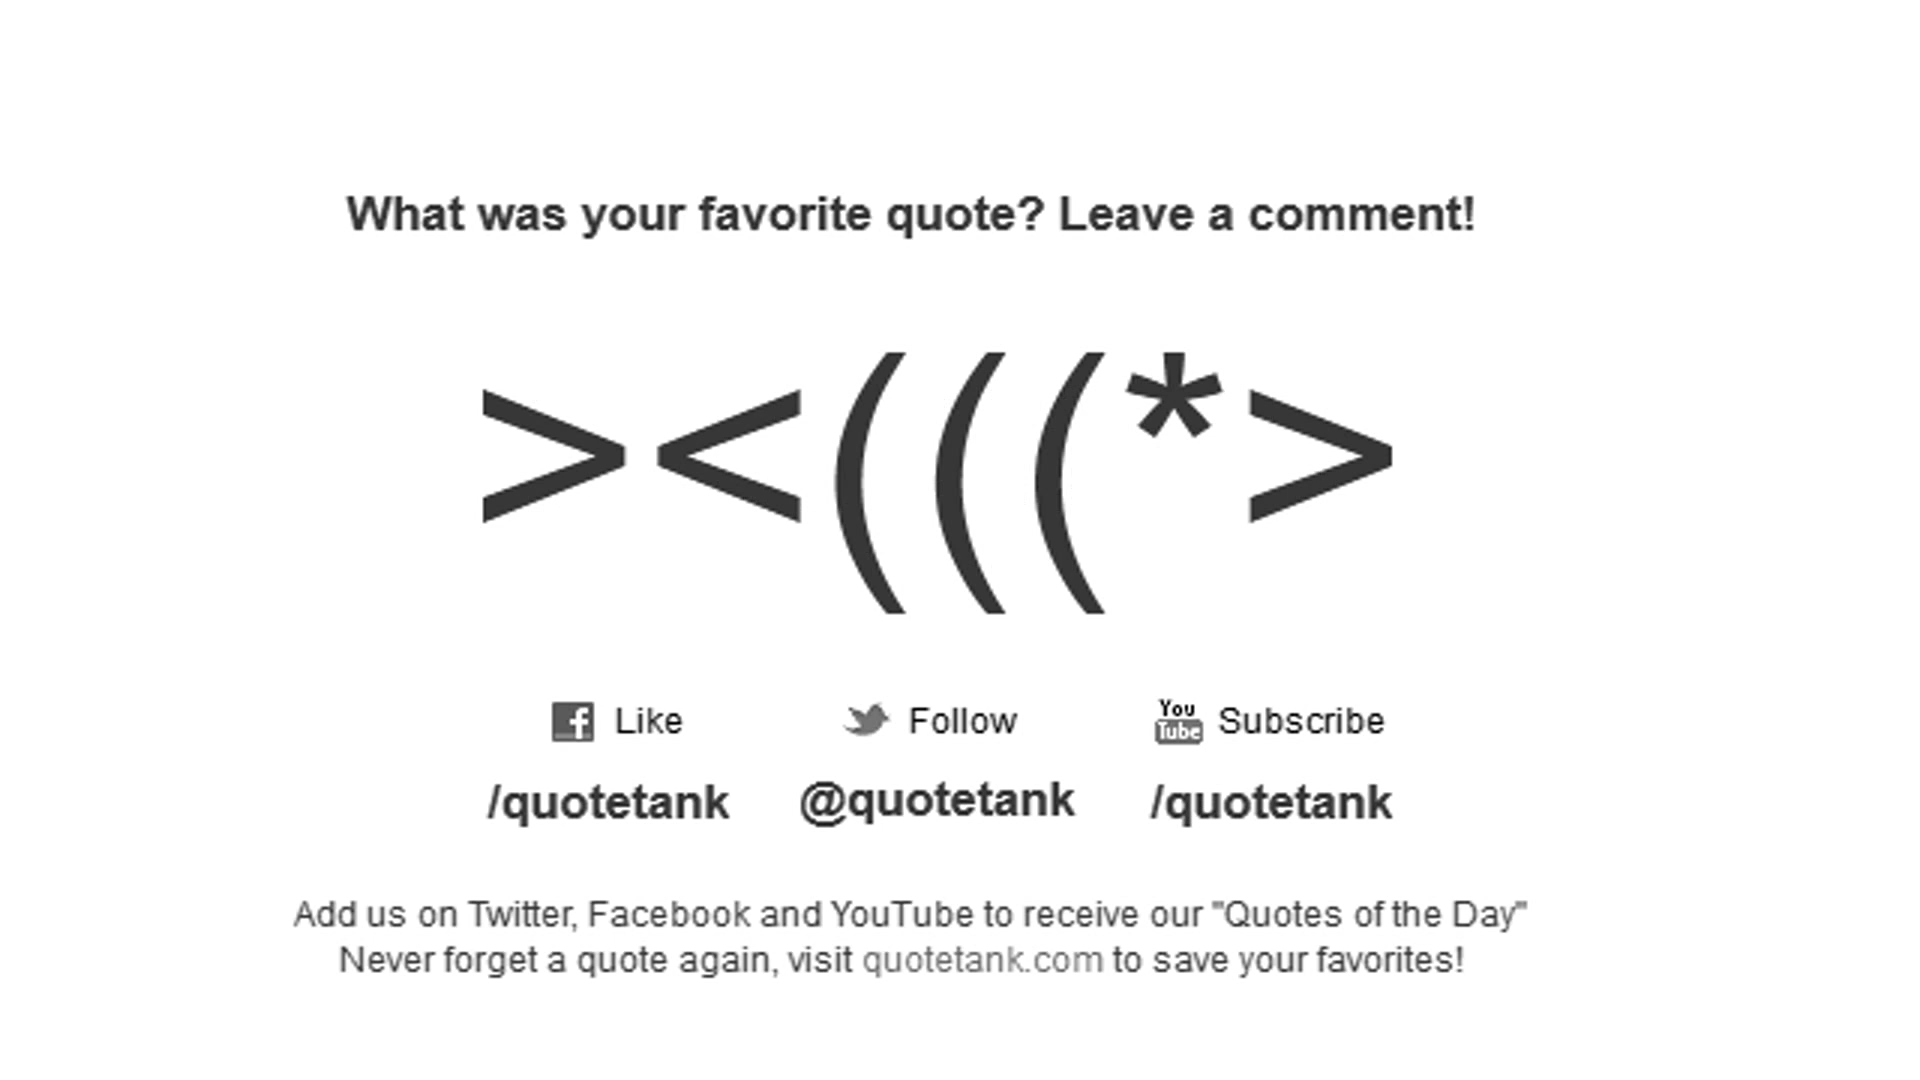 What was your favorite quote? Leave a comment!
><(((*>
f Like
Follow
You Tube Subscribe
/quotetank
@quotetank
/quotetank
Add us on Twitter, Facebook and YouTube to receive our "Quotes of the Day"
Never forget a quote again, visit quotetank.com to save your favorites!